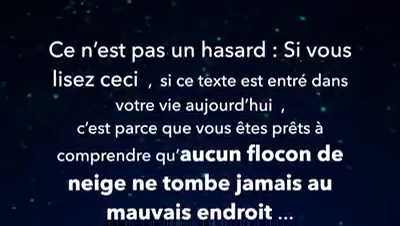 Ce n’est pas un hasard : Si vous
lisez ceci , si ce texte est entré dans
votre vie aujourd’hui ,
c’est parce que vous êtes prêts à
comprendre qu’aucun flocon de
neige ne tombe jamais au
mauvais endroit ...